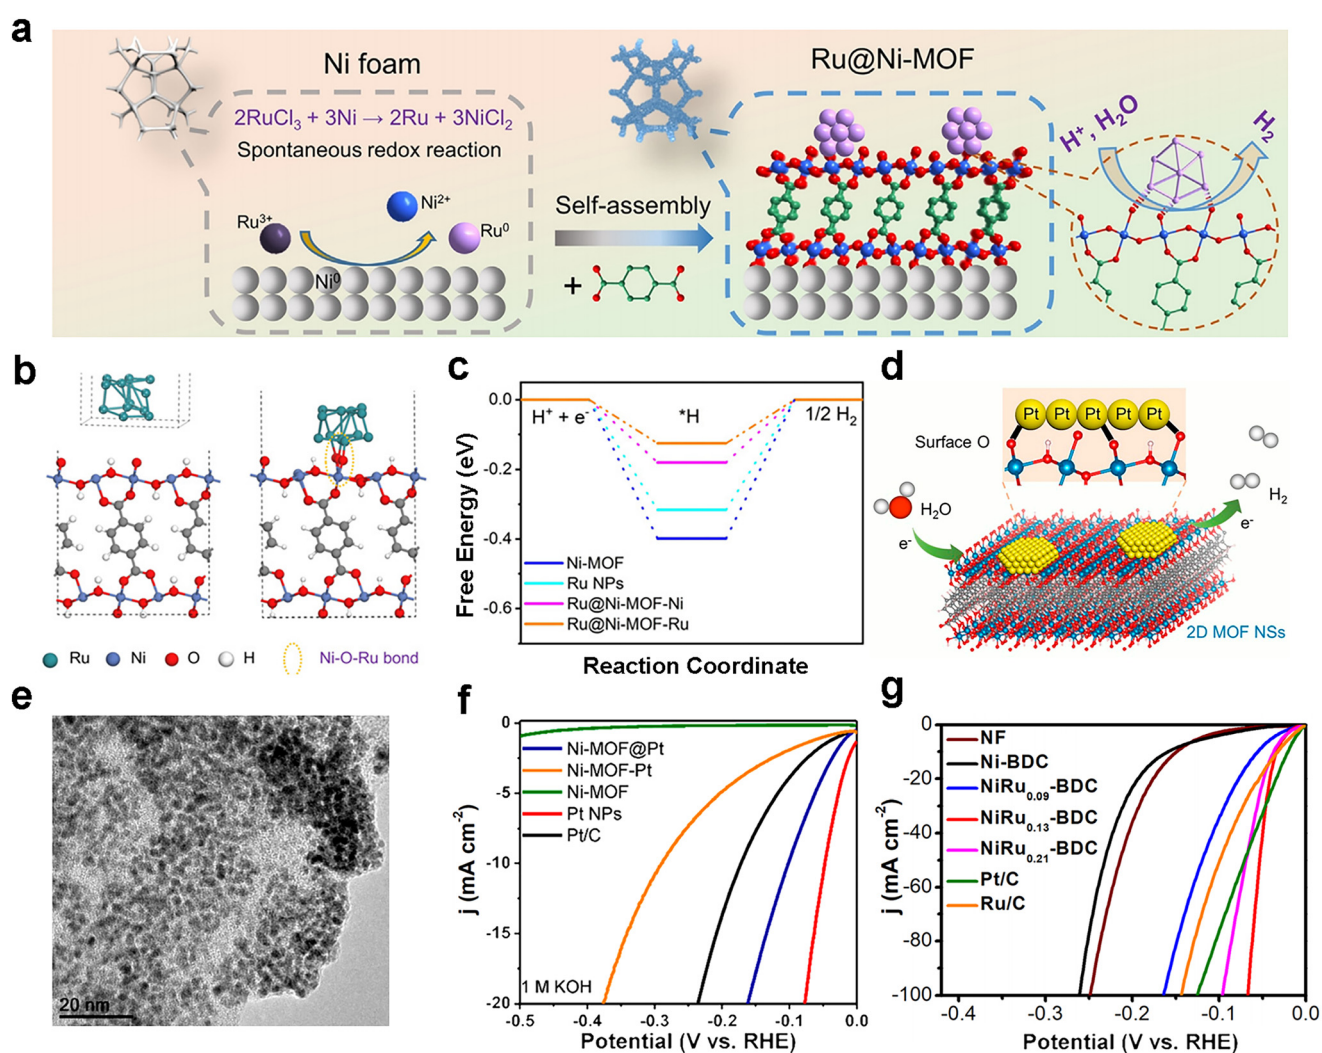 a
Ni foam
2RuCl₃ + 3Ni → 2Ru + 3NiCl₂
Spontaneous redox reaction
Ru³⁺
Ni²⁺
Ru⁰
Ni⁰
Self-assembly
+
Ru@Ni-MOF
H⁺, H₂O
H₂
b
Ru
Ni
O
H
Ni-O-Ru bond
c
Free Energy (eV)
0.0
-0.2
-0.4
-0.6
H⁺ + e⁻
*H
1/2 H₂
Ni-MOF
Ru NPs
Ru@Ni-MOF-Ni
Ru@Ni-MOF-Ru
Reaction Coordinate
d
Pt Pt Pt Pt Pt
Surface O
H₂O
e⁻
H₂
e⁻
2D MOF NSs
e
20 nm
f
j (mA cm⁻²)
0
-5
-10
-15
-20
Ni-MOF@Pt
Ni-MOF-Pt
Ni-MOF
Pt NPs
Pt/C
1 M KOH
-0.5 -0.4 -0.3 -0.2 -0.1 0.0
Potential (V vs. RHE)
g
j (mA cm⁻²)
0
-20
-40
-60
-80
-100
NF
Ni-BDC
NiRu₀.₀₉-BDC
NiRu₀.₁₃-BDC
NiRu₀.₂₁-BDC
Pt/C
Ru/C
-0.4 -0.3 -0.2 -0.1 0.0
Potential (V vs. RHE)